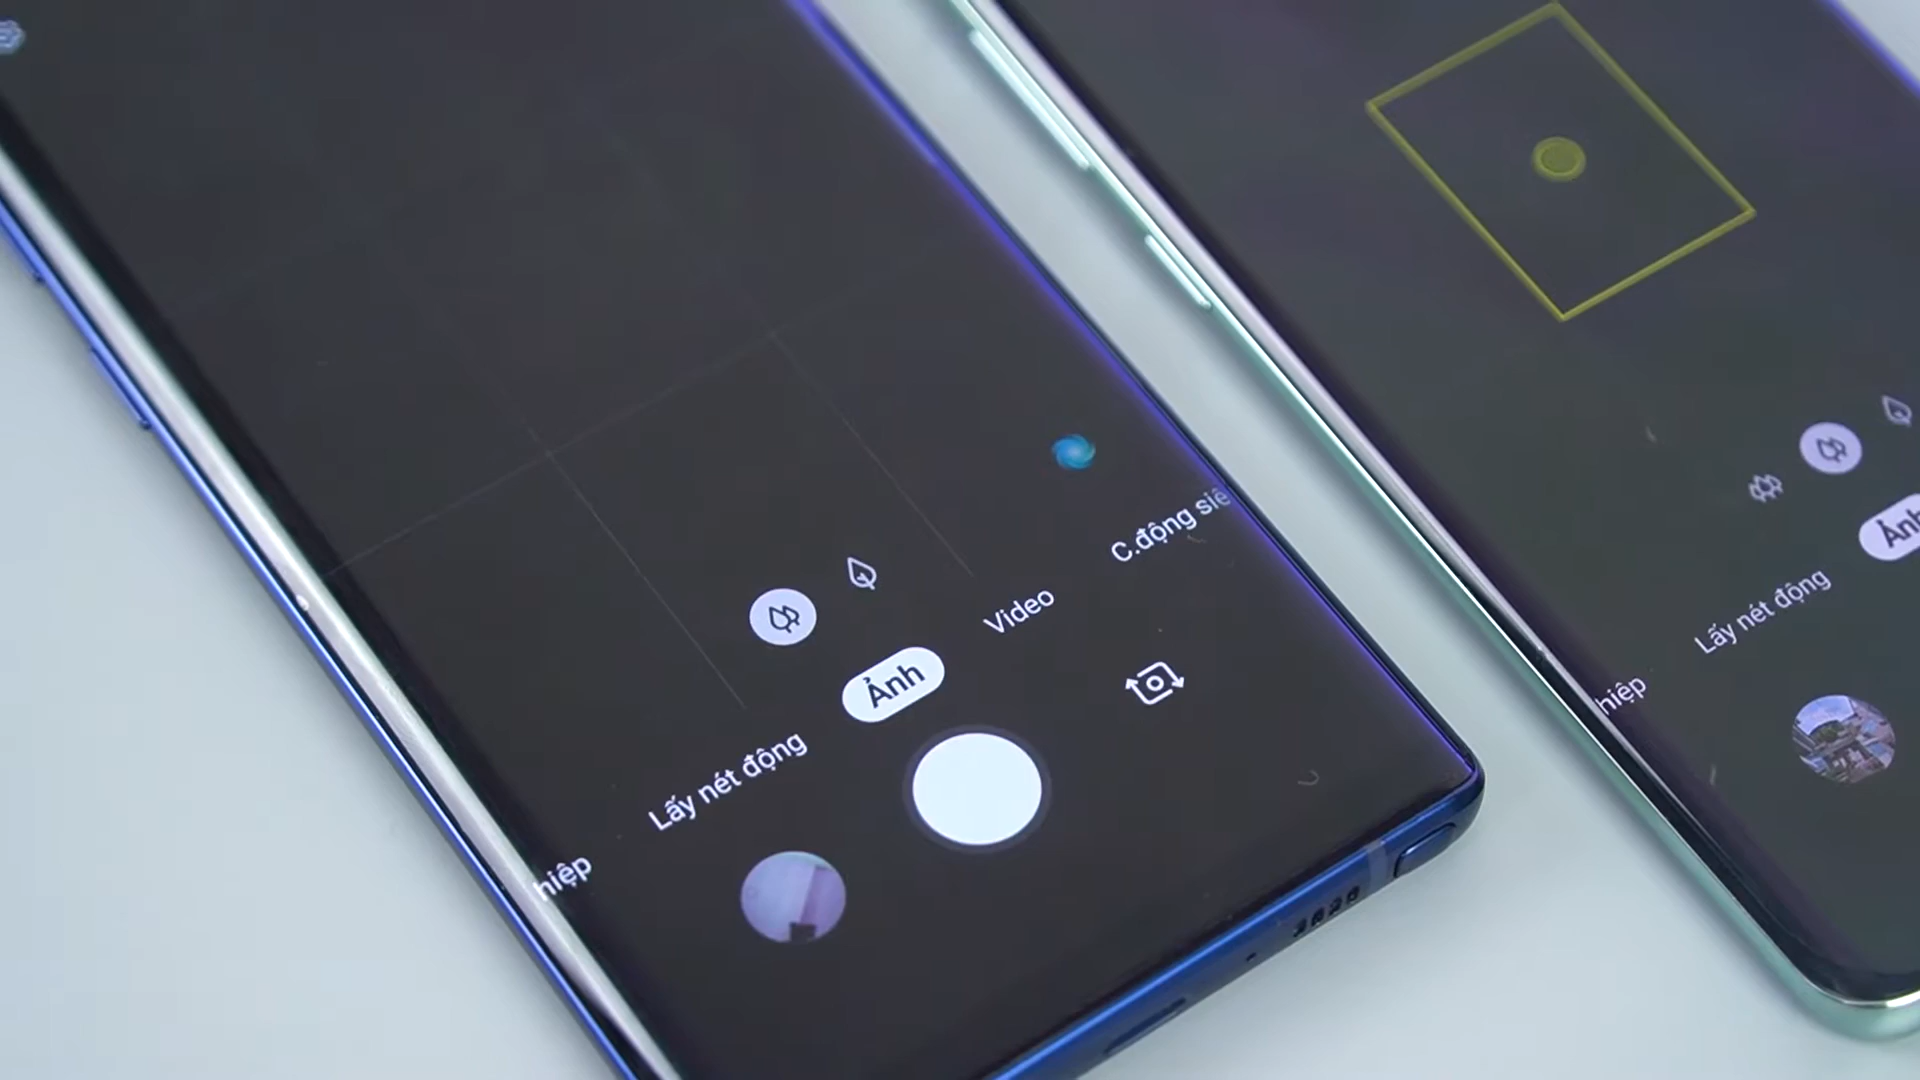 hiệp
Lấy nét động
Ảnh
Video
C.động siê
hiệp
Lấy nét động
Ảnh